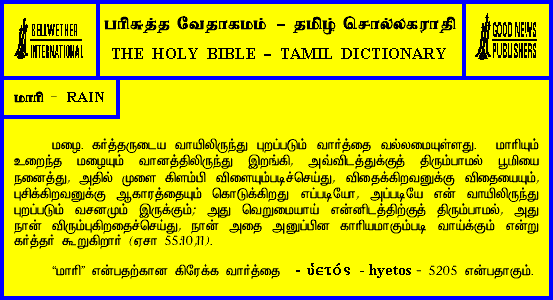 BELLWETHER
INTERNATIONAL
பரிசுத்த வேதாகமம் – தமிழ் சொல்லகராதி
THE HOLY BIBLE – TAMIL DICTIONARY
GOOD NEWS
PUBLISHERS
மாரி – RAIN
மழை. கர்த்தருடைய வாயிலிருந்து புறப்படும் வார்த்தை வல்லமையுள்ளது. மாரியும்
உறைந்த மழையும் வானத்திலிருந்து இறங்கி, அவ்விடத்துக்குத் திரும்பாமல் பூமியை
நனைத்து, அதில் முளை கிளம்பி விளையும்படிச்செய்து, விதைக்கிறவனுக்கு விதையையும்,
புசிக்கிறவனுக்கு ஆகாரத்தையும் கொடுக்கிறது எப்படியோ, அப்படியே என் வாயிலிருந்து
புறப்படும் வசனமும் இருக்கும்; அது வெறுமையாய் என்னிடத்திற்குத் திரும்பாமல், அது
நான் விரும்புகிறதைச்செய்து, நான் அதை அனுப்பின காரியமாகும்படி வாய்க்கும் என்று
கர்த்தர் கூறுகிறார் (ஏசா 55:10,11).
“மாரி” என்பதற்கான கிரேக்க வார்த்தை - ὑετός - hyetos - 5205 என்பதாகும்.